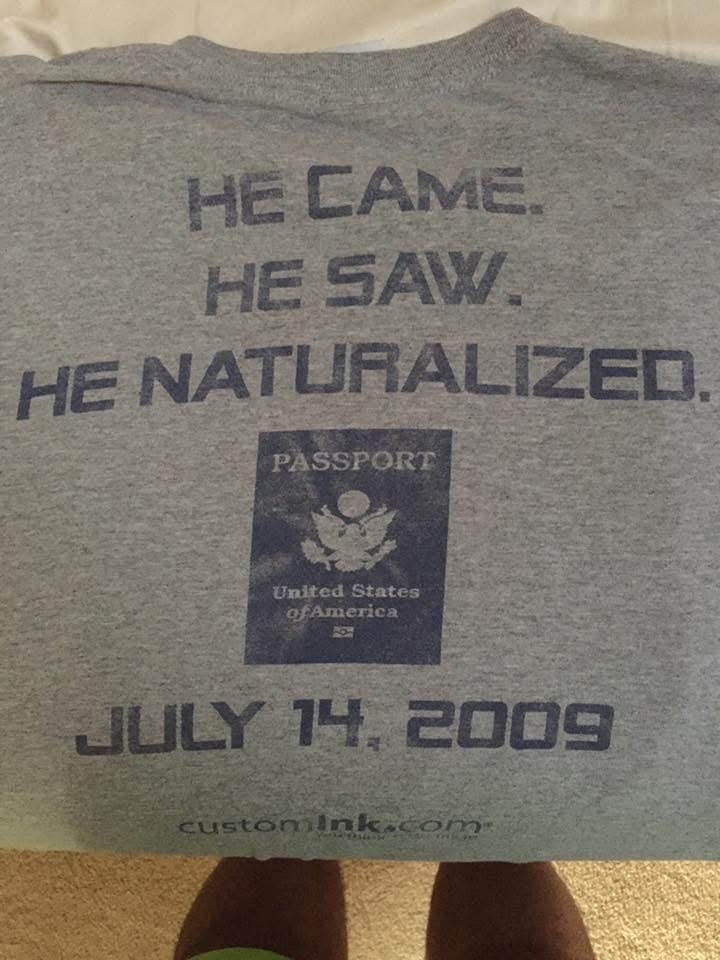 HE CAME.
HE SAW.
HE NATURALIZED.
PASSPORT
United States
of America
JULY 14, 2009
customInk.com